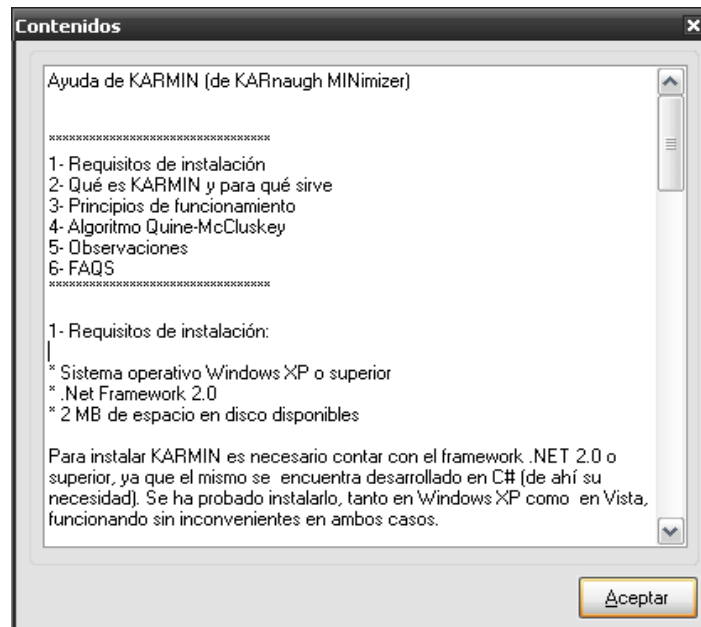 Contenidos
Ayuda de KARMIN (de KARnaugh MINimizer)
*********************************
1- Requisitos de instalación
2- Qué es KARMIN y para qué sirve
3- Principios de funcionamiento
4- Algoritmo Quine-McCluskey
5- Observaciones
6- FAQS
*********************************
1- Requisitos de instalación:
* Sistema operativo Windows XP o superior
* .Net Framework 2.0
* 2 MB de espacio en disco disponibles
Para instalar KARMIN es necesario contar con el framework .NET 2.0 o
superior, ya que el mismo se encuentra desarrollado en C# (de ahí su
necesidad). Se ha probado instalarlo, tanto en Windows XP como en Vista,
funcionando sin inconvenientes en ambos casos.
Aceptar